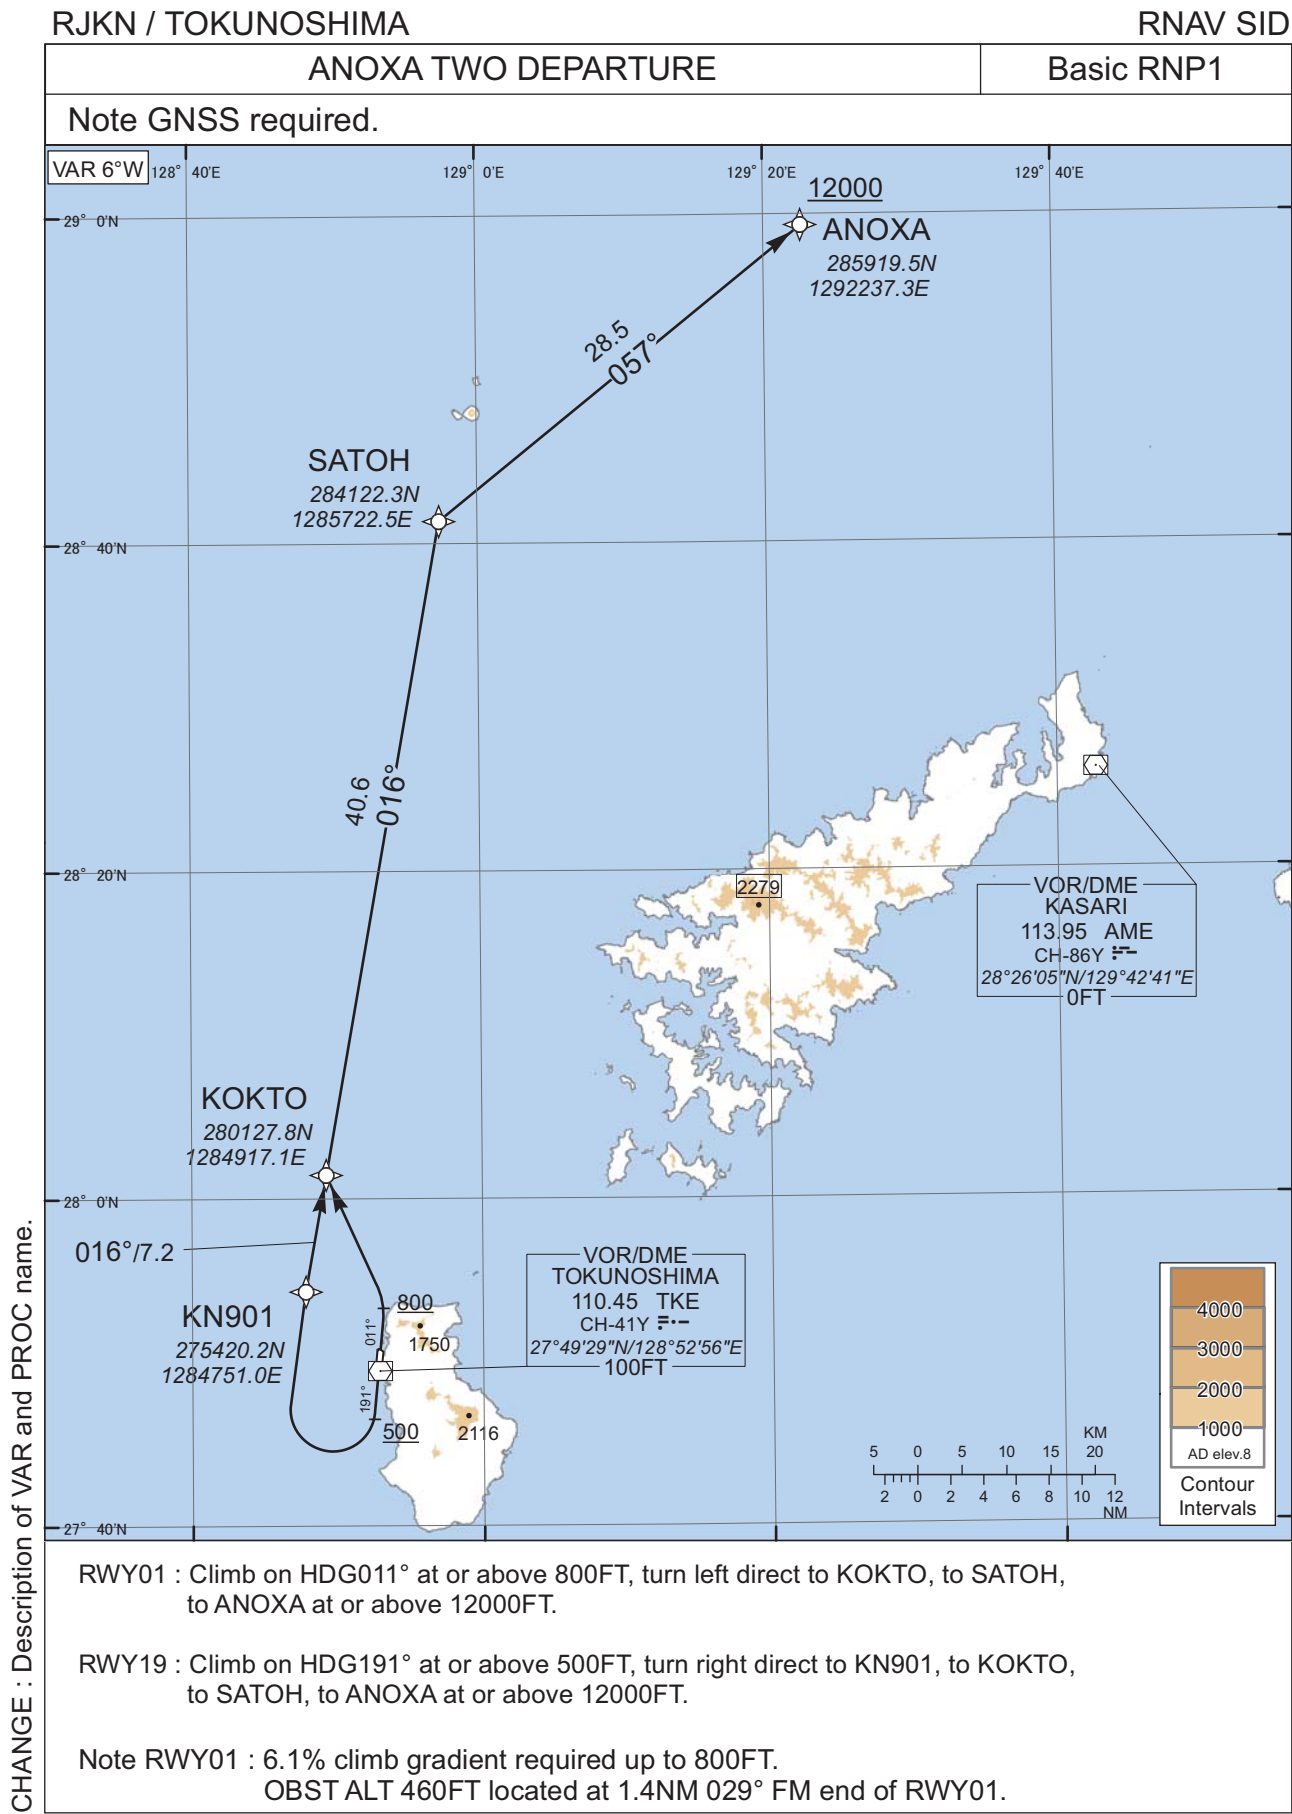 RJKN / TOKUNOSHIMA
RNAV SID
ANOXA TWO DEPARTURE
Basic RNP1
Note GNSS required.
VAR 6°W
128° 40'E
129° 0'E
129° 20'E
129° 40'E
12000
29° 0'N
ANOXA
285919.5N
1292237.3E
28.5
057°
SATOH
284122.3N
1285722.5E
28° 40'N
40.6
016°
28° 20'N
2279
VOR/DME
KASARI
113.95 AME
CH-86Y
28°26'05"N/129°42'41"E
0FT
KOKTO
280127.8N
1284917.1E
28° 0'N
016°/7.2
VOR/DME
TOKUNOSHIMA
110.45 TKE
CH-41Y
27°49'29"N/128°52'56"E
100FT
KN901
275420.2N
1284751.0E
800
011°
1750
191°
500
2116
27° 40'N
KM
5 0 5 10 15 20
2 0 2 4 6 8 10 12
NM
4000
3000
2000
1000
AD elev.8
Contour
Intervals
RWY01 : Climb on HDG011° at or above 800FT, turn left direct to KOKTO, to SATOH,
to ANOXA at or above 12000FT.
RWY19 : Climb on HDG191° at or above 500FT, turn right direct to KN901, to KOKTO,
to SATOH, to ANOXA at or above 12000FT.
Note RWY01 : 6.1% climb gradient required up to 800FT.
OBST ALT 460FT located at 1.4NM 029° FM end of RWY01.
CHANGE : Description of VAR and PROC name.